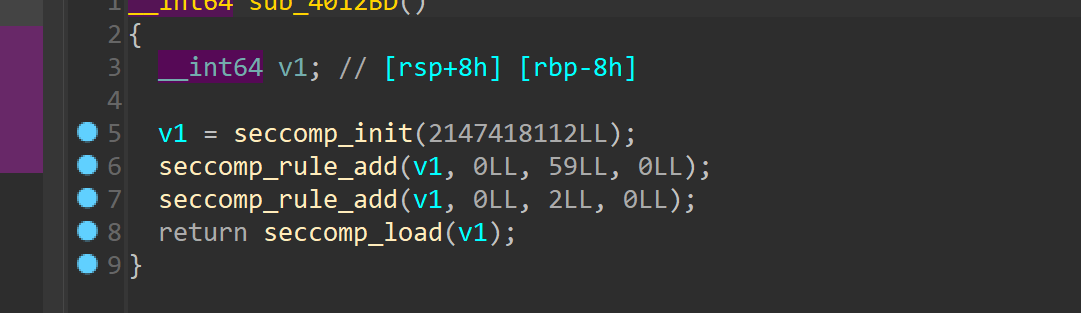 1 __int64 sub_4012BD()
2 {
3 __int64 v1; // [rsp+8h] [rbp-8h]
4
5 v1 = seccomp_init(2147418112LL);
6 seccomp_rule_add(v1, 0LL, 59LL, 0LL);
7 seccomp_rule_add(v1, 0LL, 2LL, 0LL);
8 return seccomp_load(v1);
9 }